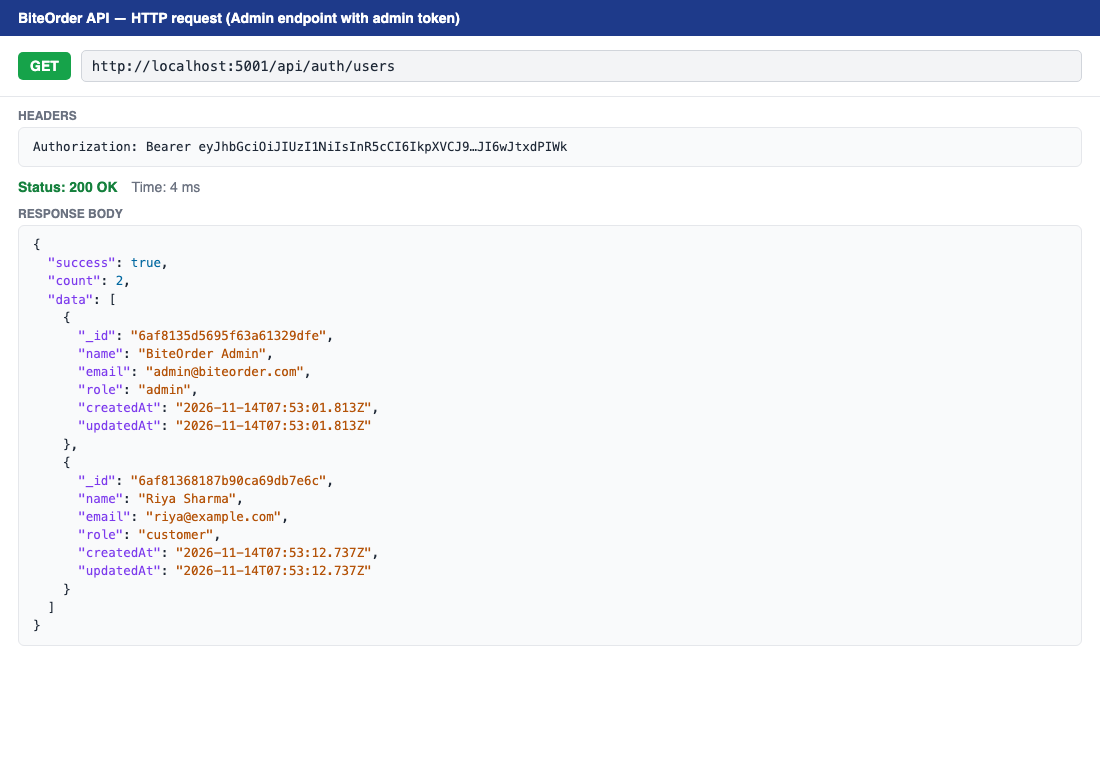 BiteOrder API — HTTP request (Admin endpoint with admin token)
GET http://localhost:5001/api/auth/users
HEADERS
Authorization: Bearer eyJhbGciOiJIUzI1NiIsInR5cCI6IkpXVCJ9…JI6wJtxdPIWk
Status: 200 OK Time: 4 ms
RESPONSE BODY
{
  "success": true,
  "count": 2,
  "data": [
    {
      "_id": "6af8135d5695f63a61329dfe",
      "name": "BiteOrder Admin",
      "email": "admin@biteorder.com",
      "role": "admin",
      "createdAt": "2026-11-14T07:53:01.813Z",
      "updatedAt": "2026-11-14T07:53:01.813Z"
    },
    {
      "_id": "6af81368187b90ca69db7e6c",
      "name": "Riya Sharma",
      "email": "riya@example.com",
      "role": "customer",
      "createdAt": "2026-11-14T07:53:12.737Z",
      "updatedAt": "2026-11-14T07:53:12.737Z"
    }
  ]
}